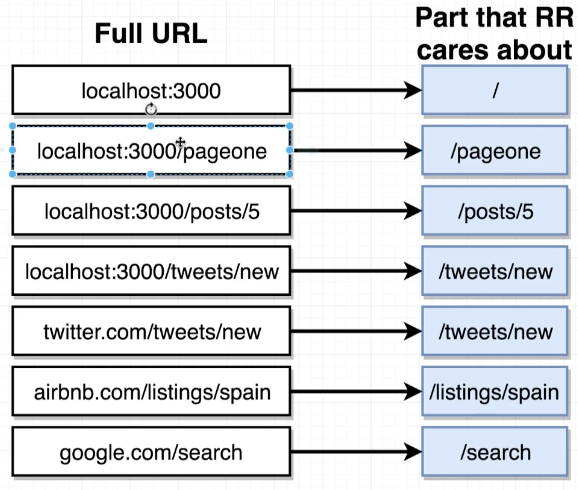 Full URL
Part that RR
cares about
localhost:3000
/
localhost:3000/pageone
/pageone
localhost:3000/posts/5
/posts/5
localhost:3000/tweets/new
/tweets/new
twitter.com/tweets/new
/tweets/new
airbnb.com/listings/spain
/listings/spain
google.com/search
/search